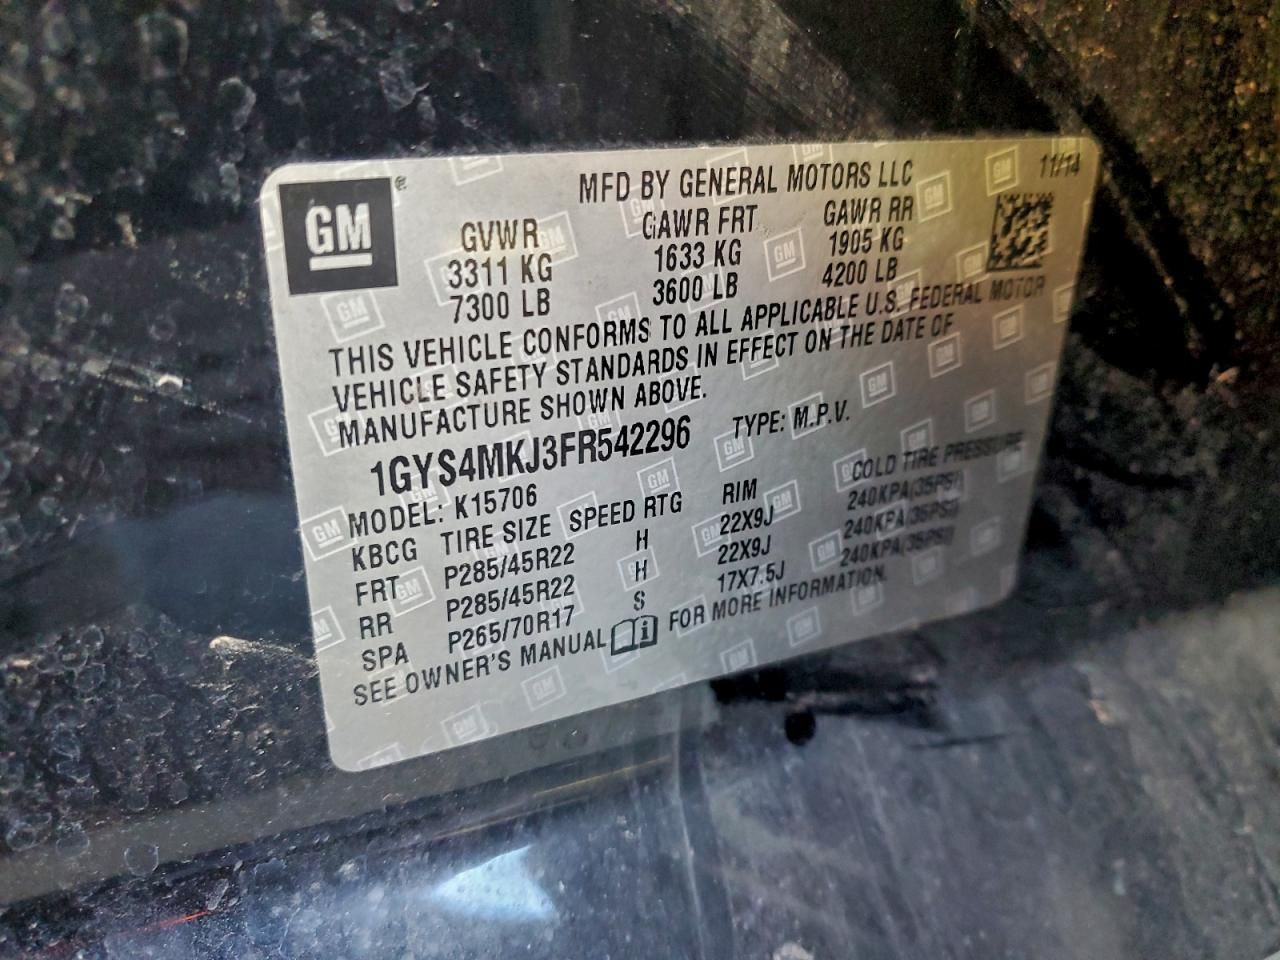 GM
MFD BY GENERAL MOTORS LLC 11/14
GVWR GAWR FRT GAWR RR
3311 KG 1633 KG 1905 KG
7300 LB 3600 LB 4200 LB
THIS VEHICLE CONFORMS TO ALL APPLICABLE U.S. FEDERAL MOTOR
VEHICLE SAFETY STANDARDS IN EFFECT ON THE DATE OF
MANUFACTURE SHOWN ABOVE.
1GYS4MKJ3FR542296 TYPE: M.P.V.
MODEL: K15706
KBCG TIRE SIZE SPEED RTG RIM COLD TIRE PRESSURE
FRT P285/45R22 H 22X9J 240KPA(35PSI)
RR P285/45R22 H 22X9J 240KPA(35PSI)
SPA P265/70R17 S 17X7.5J 240KPA(35PSI)
SEE OWNER'S MANUAL FOR MORE INFORMATION.